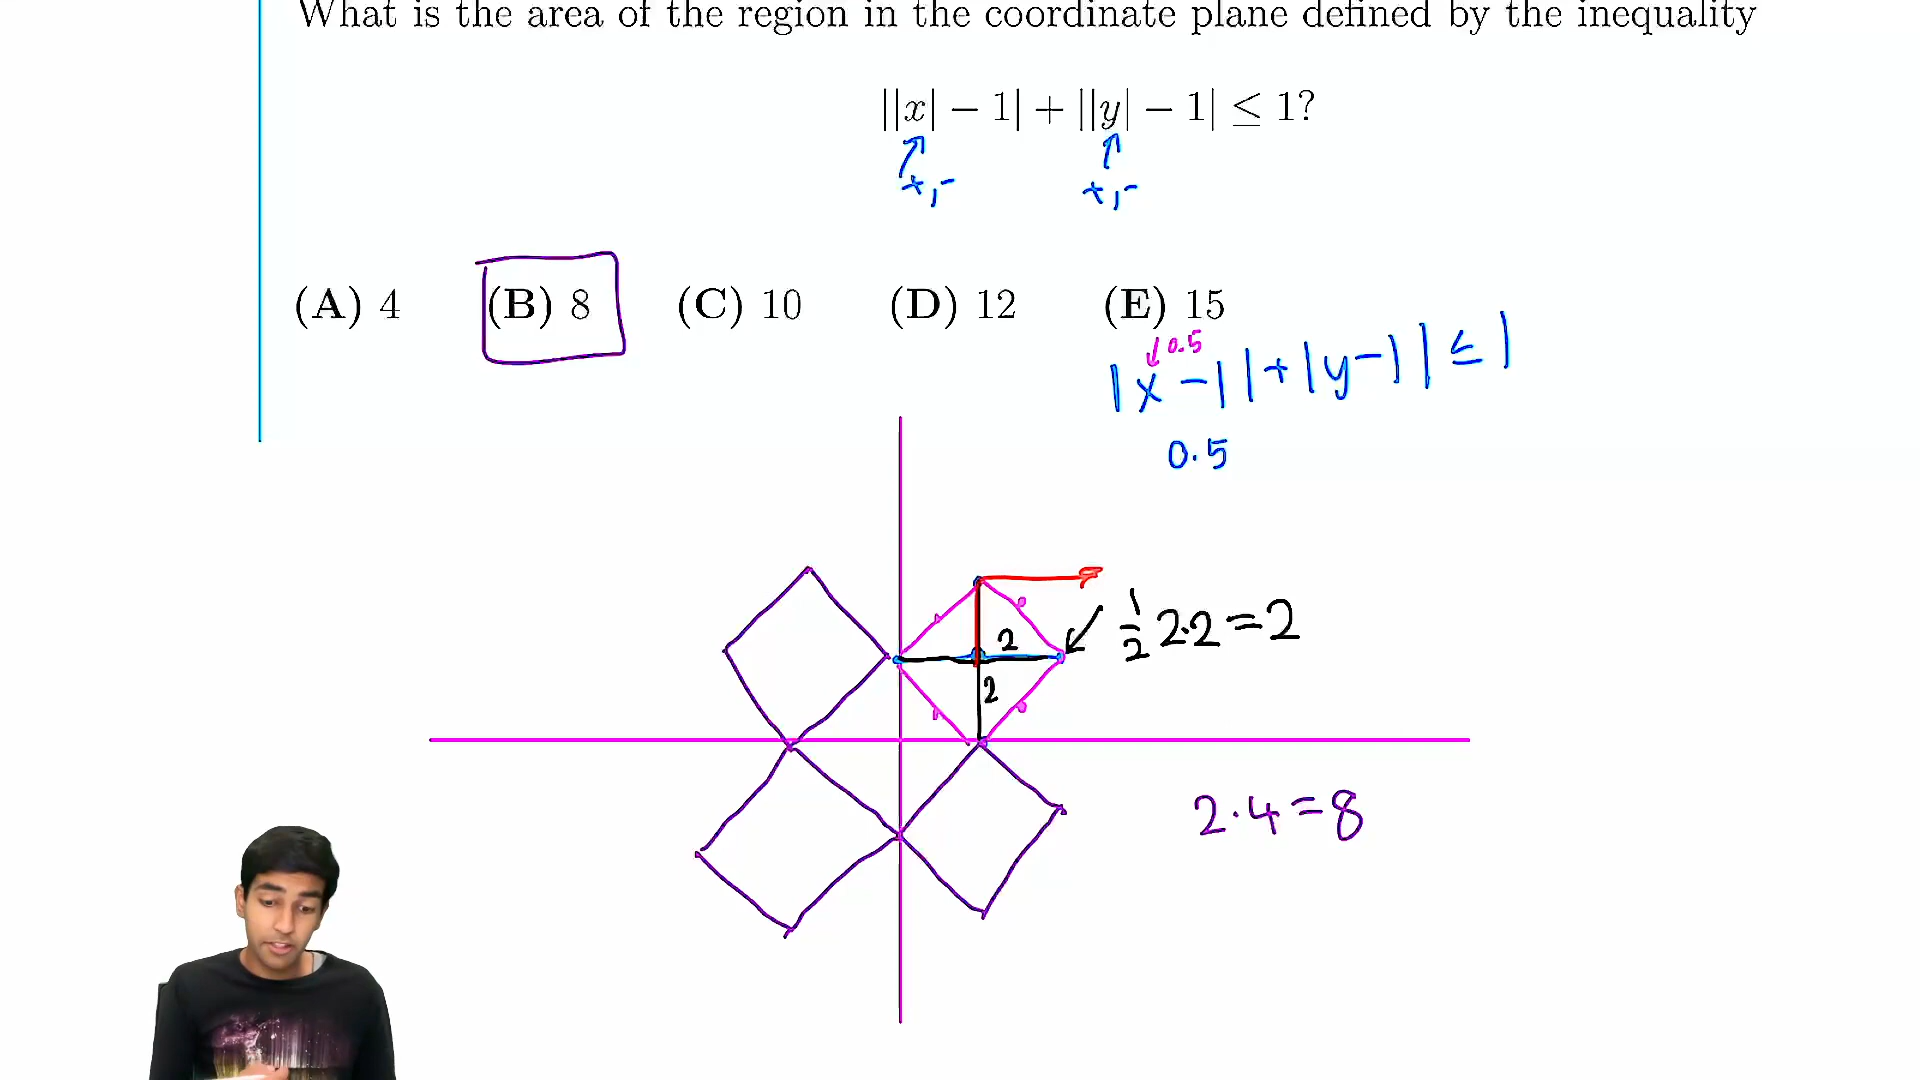 What is the area of the region in the coordinate plane defined by the inequality
||x| − 1| + ||y| − 1| ≤ 1?
+,-
+,-
(A) 4 (B) 8 (C) 10 (D) 12 (E) 15
0.5
|x-1|+|y-1| ≤ 1
0.5
2
2
1/2 2·2=2
2·4=8